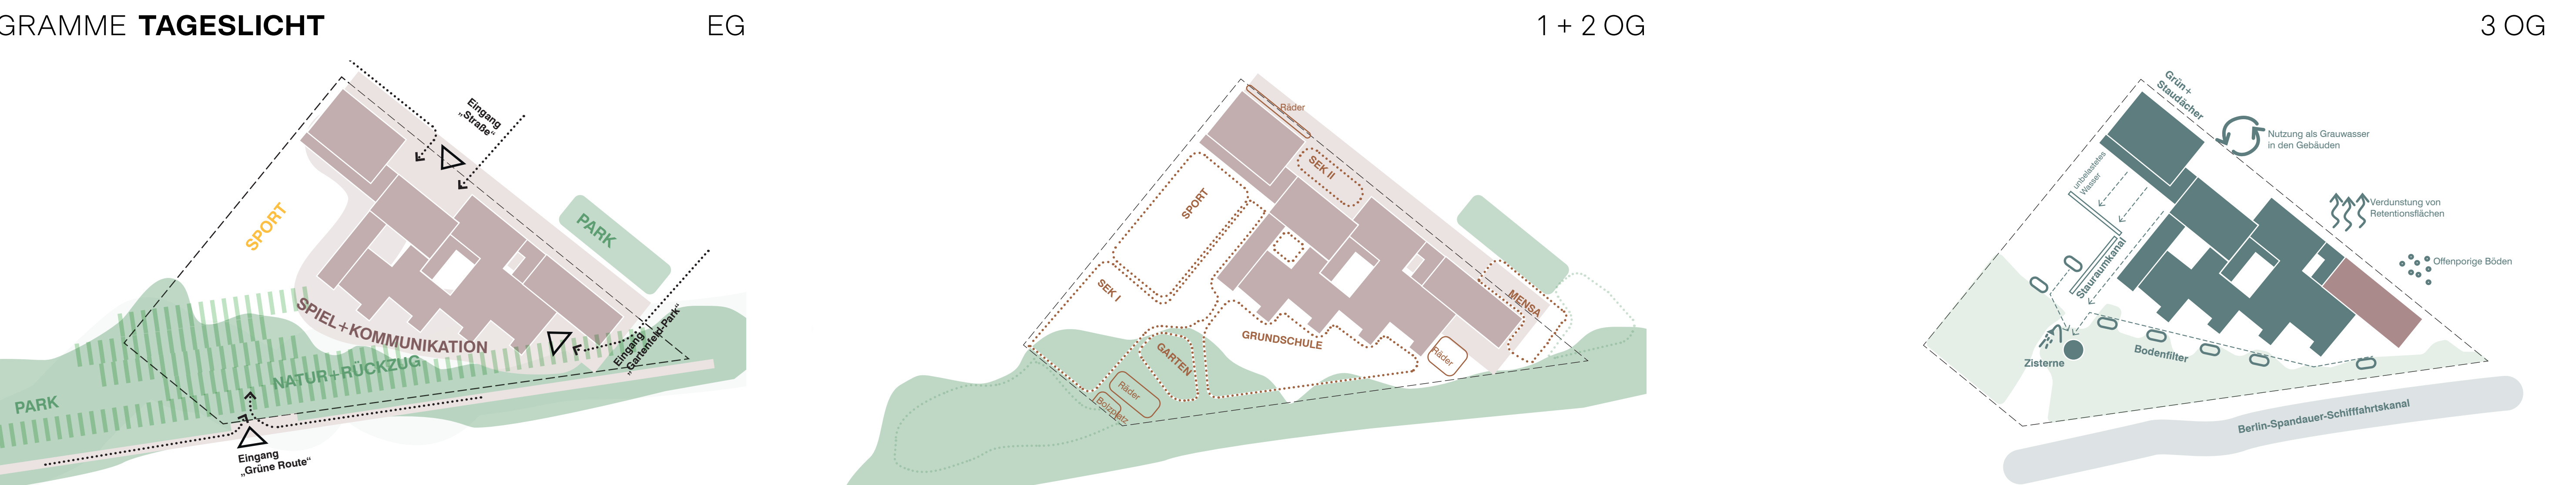 GRAMME TAGESLICHT
EG
Eingang
„Straße“
PARK
SPORT
SPIEL+KOMMUNIKATION
NATUR+RÜCKZUG
PARK
Eingang
„Gartenfeld-Park“
Eingang
„Grüne Route“
1 + 2 OG
Räder
SEK II
SPORT
SEK I
MENSA
GRUNDSCHULE
GARTEN
Räder
Räder
Bolzplatz
3 OG
Grün+
Staudächer
Nutzung als Grauwasser
in den Gebäuden
unbelastetes
Wasser
Verdunstung von
Retentionsflächen
Stauraumkanal
Offenporige Böden
Zisterne
Bodenfilter
Berlin-Spandauer-Schifffahrtskanal